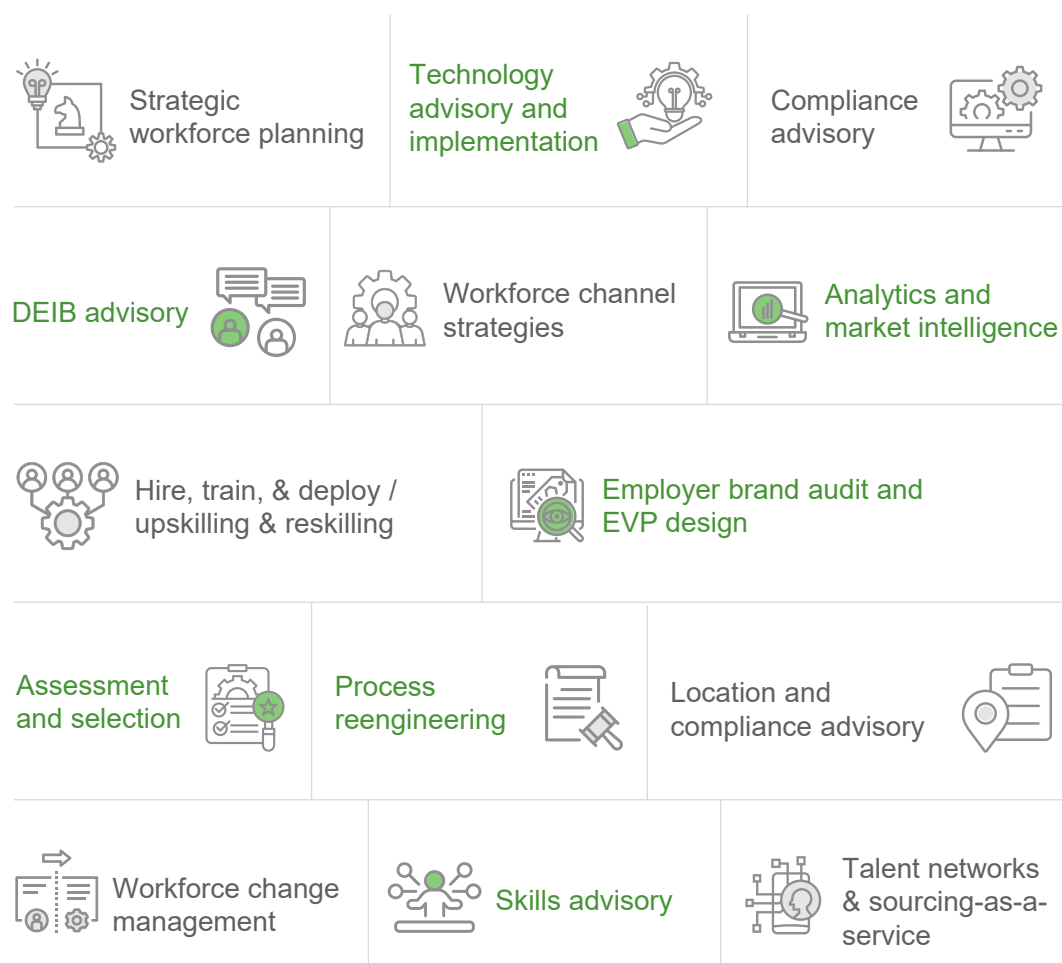 Strategic
workforce planning
Technology
advisory and
implementation
Compliance
advisory
DEIB advisory
Workforce channel
strategies
Analytics and
market intelligence
Hire, train, & deploy /
upskilling & reskilling
Employer brand audit and
EVP design
Assessment
and selection
Process
reengineering
Location and
compliance advisory
Workforce change
management
Skills advisory
Talent networks
& sourcing-as-a-
service